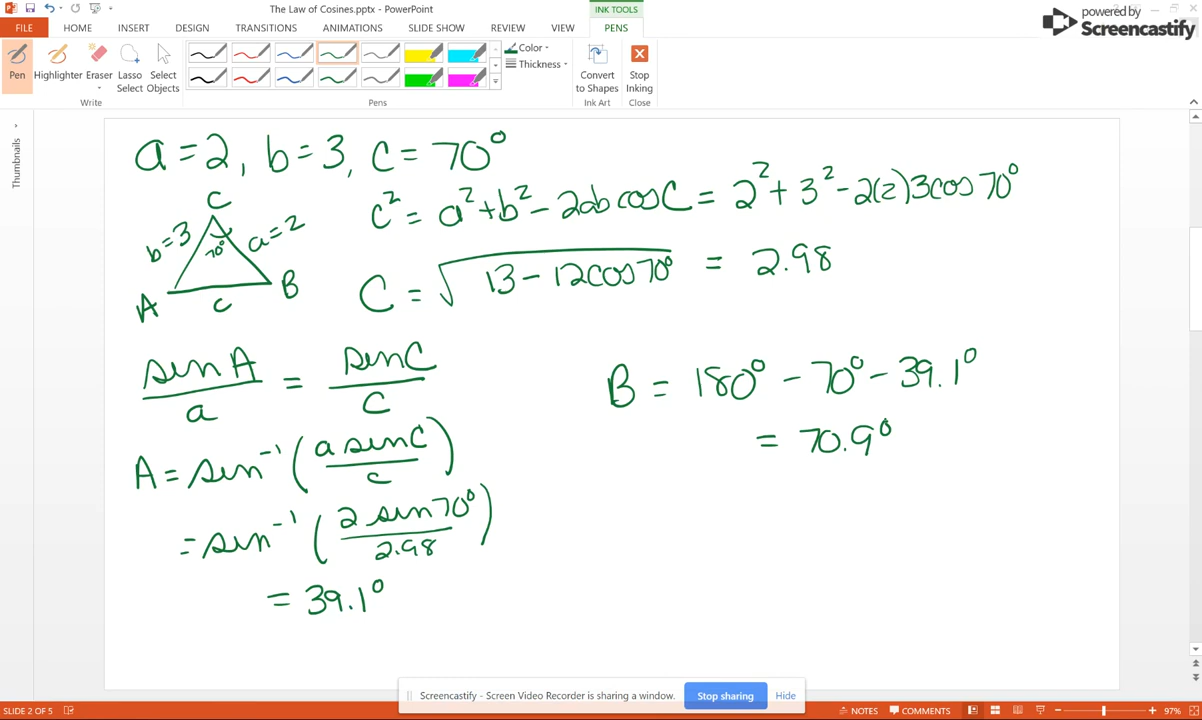 The Law of Cosines.pptx - PowerPoint
INK TOOLS
FILE HOME INSERT DESIGN TRANSITIONS ANIMATIONS SLIDE SHOW REVIEW VIEW PENS
powered by
Screencastify
Pen Highlighter Eraser Lasso Select Select Objects
Color
Thickness
Convert to Shapes
Stop Inking
Write Pens Ink Art Close
Thumbnails
a = 2, b = 3, C = 70°
c² = a² + b² - 2ab cos C = 2² + 3² - 2(2)3 cos 70°
C
b = 3
70°
a = 2
A
B
c
C = √(13 - 12 cos 70°) = 2.98
sin A / a = sin C / c
A = sin⁻¹ (a sin C / c)
= sin⁻¹ (2 sin 70° / 2.98)
= 39.1°
B = 180° - 70° - 39.1°
= 70.9°
Screencastify - Screen Video Recorder is sharing a window. Stop sharing Hide
SLIDE 2 OF 5 NOTES COMMENTS 97%